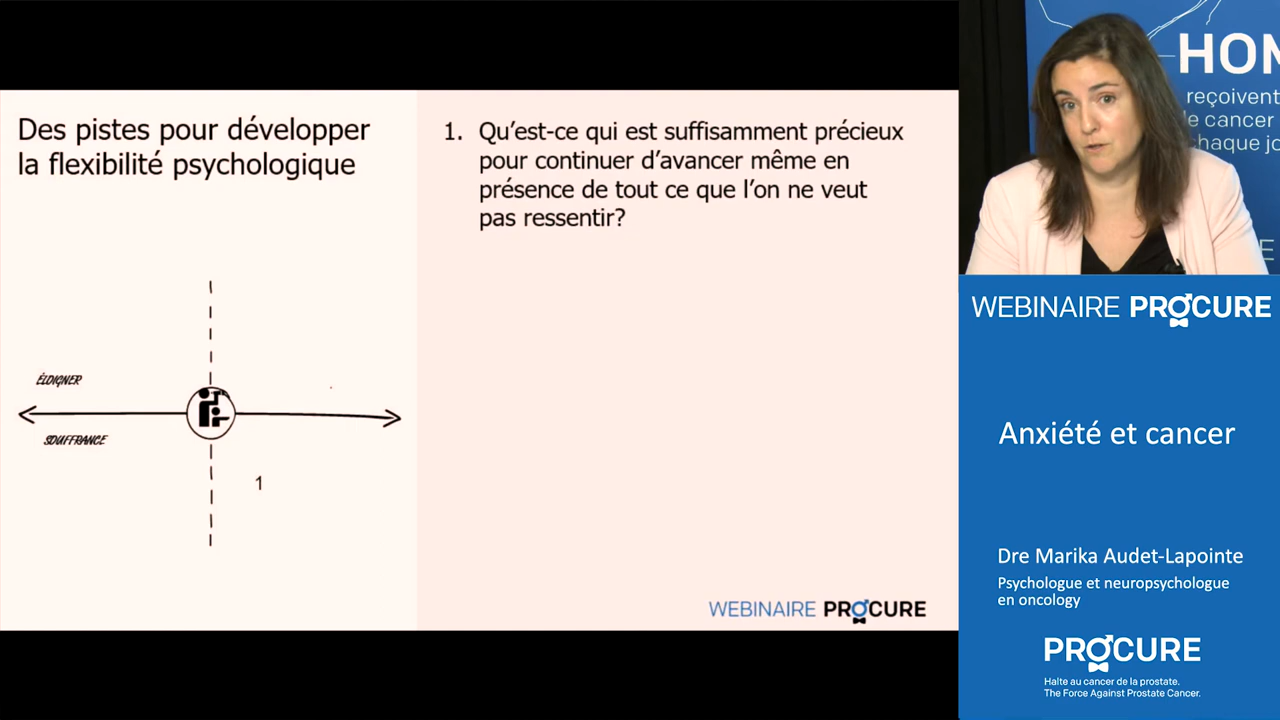 Des pistes pour développer
la flexibilité psychologique
1. Qu’est-ce qui est suffisamment précieux
pour continuer d’avancer même en
présence de tout ce que l’on ne veut
pas ressentir?
ÉLOIGNER
SOUFFRANCE
1
WEBINAIRE PROCURE
HOM
reçoivent
le cancer
chaque jo
E
WEBINAIRE PROCURE
Anxiété et cancer
Dre Marika Audet-Lapointe
Psychologue et neuropsychologue
en oncology
PROCURE
Halte au cancer de la prostate.
The Force Against Prostate Cancer.